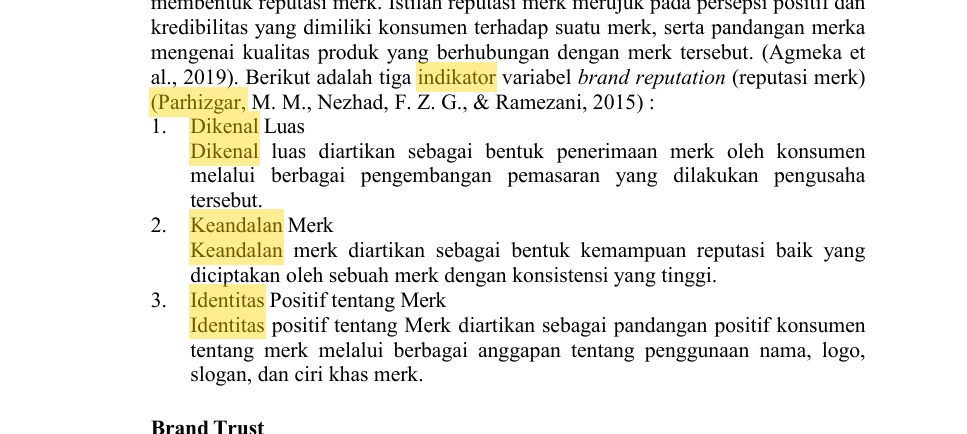 membentuk reputasi merk. Istilah reputasi merk merujuk pada persepsi positif dan
kredibilitas yang dimiliki konsumen terhadap suatu merk, serta pandangan merka
mengenai kualitas produk yang berhubungan dengan merk tersebut. (Agmeka et
al., 2019). Berikut adalah tiga indikator variabel brand reputation (reputasi merk)
(Parhizgar, M. M., Nezhad, F. Z. G., & Ramezani, 2015) :
1. Dikenal Luas
Dikenal luas diartikan sebagai bentuk penerimaan merk oleh konsumen
melalui berbagai pengembangan pemasaran yang dilakukan pengusaha
tersebut.
2. Keandalan Merk
Keandalan merk diartikan sebagai bentuk kemampuan reputasi baik yang
diciptakan oleh sebuah merk dengan konsistensi yang tinggi.
3. Identitas Positif tentang Merk
Identitas positif tentang Merk diartikan sebagai pandangan positif konsumen
tentang merk melalui berbagai anggapan tentang penggunaan nama, logo,
slogan, dan ciri khas merk.
Brand Trust